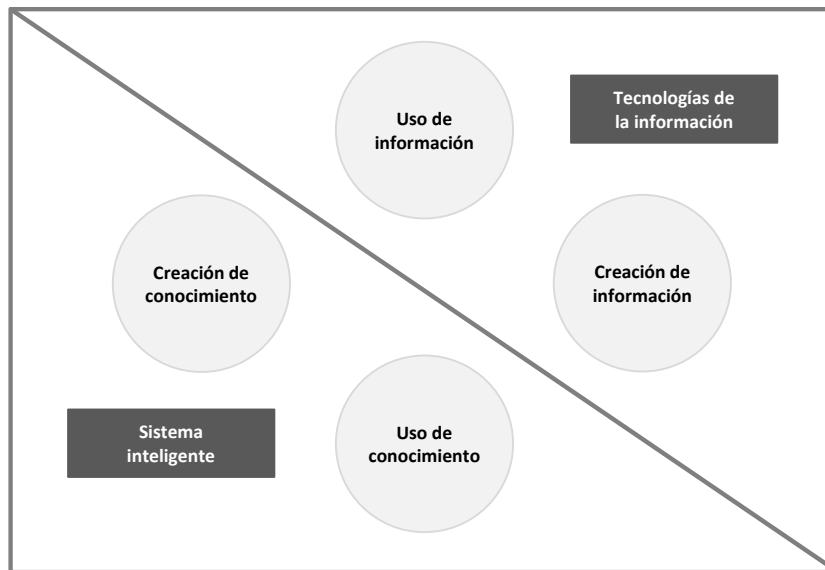 Uso de
información
Tecnologías de
la información
Creación de
conocimiento
Creación de
información
Sistema
inteligente
Uso de
conocimiento